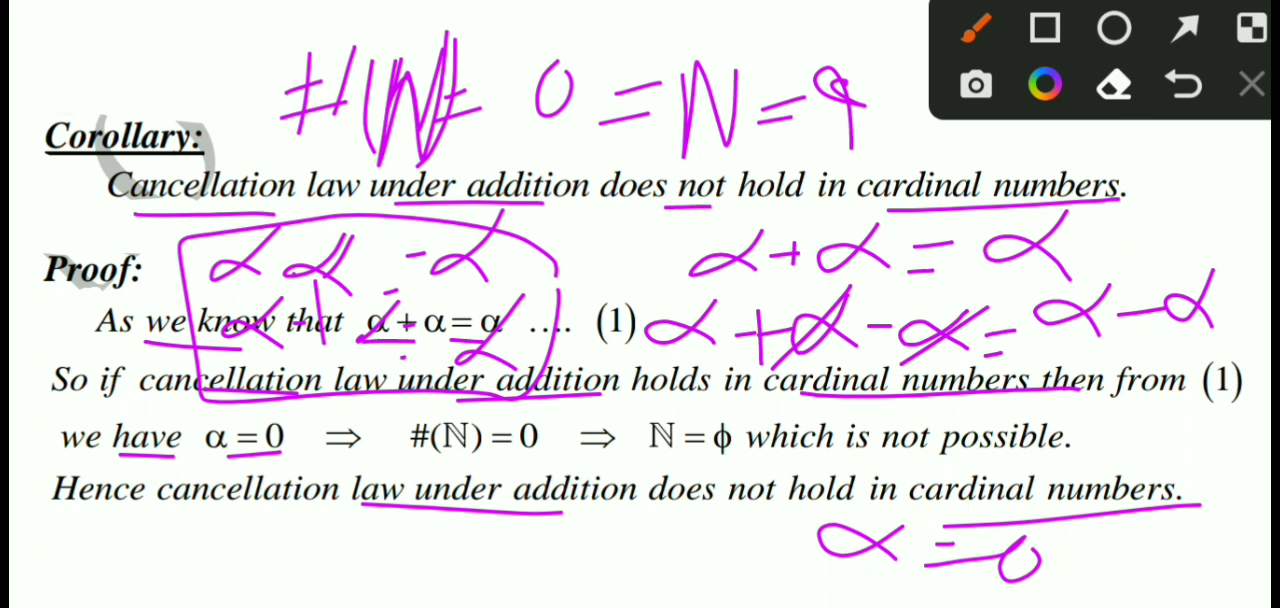 #(N)= 0 = N = φ
Corollary:
Cancellation law under addition does not hold in cardinal numbers.
α α - α
α + α = α
Proof:
As we know that α + α = α .... (1)
α + α - α = α - α
So if cancellation law under addition holds in cardinal numbers then from (1)
we have α = 0 ⇒ #(ℕ) = 0 ⇒ ℕ = ϕ which is not possible.
Hence cancellation law under addition does not hold in cardinal numbers.
α = 0